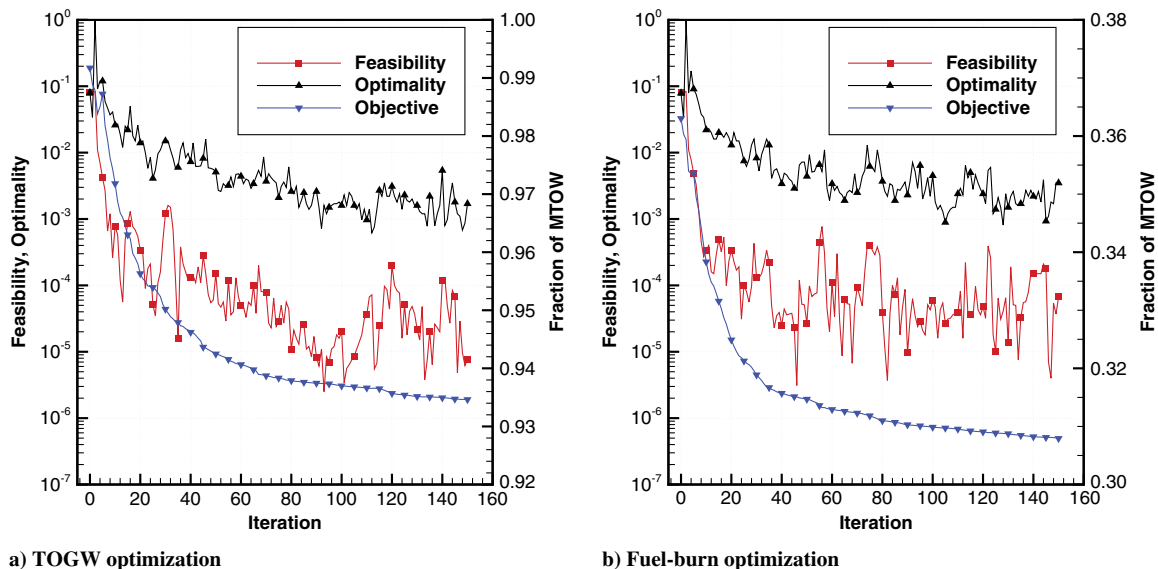 10^0
10^-1
10^-2
10^-3
10^-4
10^-5
10^-6
10^-7
Feasibility, Optimality
1.00
0.99
0.98
0.97
0.96
0.95
0.94
0.93
0.92
Fraction of MTOW
Feasibility
Optimality
Objective
0 20 40 60 80 100 120 140 160
Iteration
a) TOGW optimization
10^0
10^-1
10^-2
10^-3
10^-4
10^-5
10^-6
10^-7
Feasibility, Optimality
0.38
0.36
0.34
0.32
0.30
Fraction of MTOW
Feasibility
Optimality
Objective
0 20 40 60 80 100 120 140 160
Iteration
b) Fuel-burn optimization